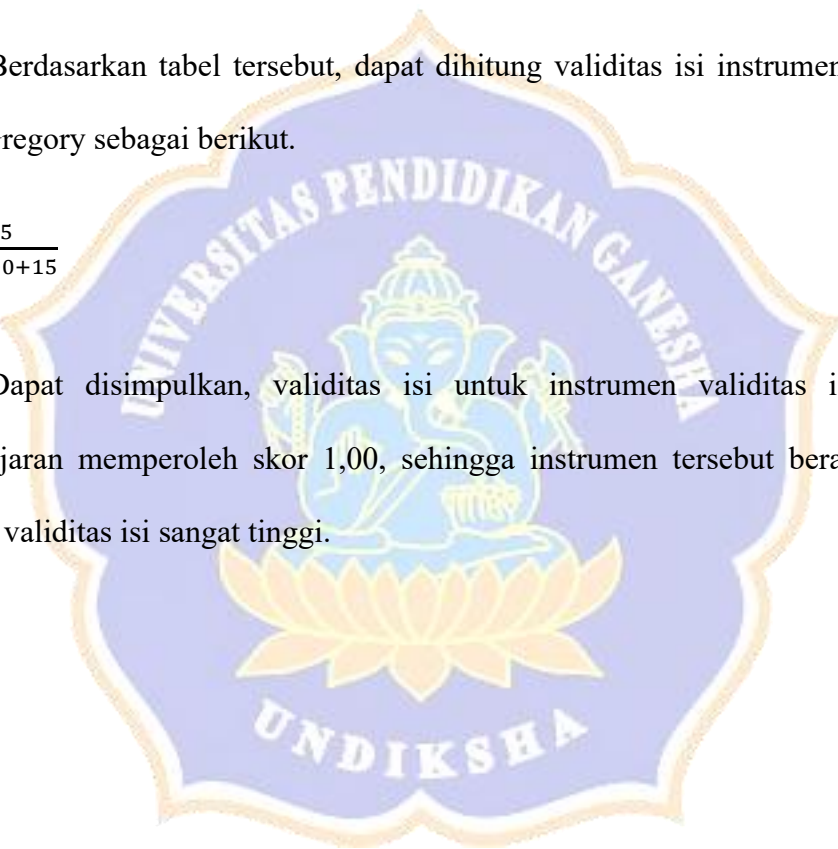 Berdasarkan tabel tersebut, dapat dihitung validitas isi instrumen
regory sebagai berikut.
5
0+15
UNIVERSITAS PENDIDIKAN GANESHA
Dapat disimpulkan, validitas isi untuk instrumen validitas i
jaran memperoleh skor 1,00, sehingga instrumen tersebut bera
validitas isi sangat tinggi.
UNDIKSHA